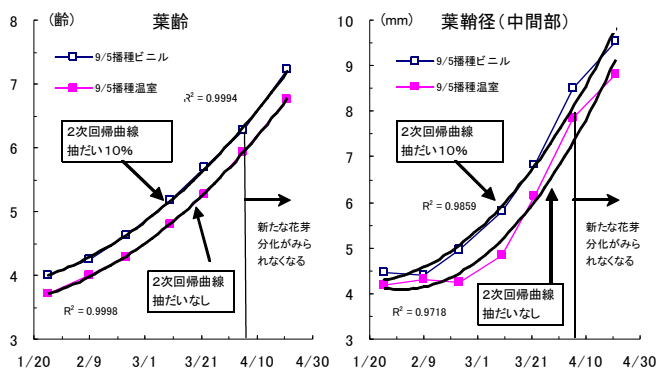 (齢)
葉齢
8
7
6
5
4
3
9/5播種ビニル
9/5播種温室
R² = 0.9994
2次回帰曲線
抽だい10%
新たな花芽
分化がみら
れなくなる
2次回帰曲線
抽だいなし
R² = 0.9998
1/20 2/9 3/1 3/21 4/10 4/30
(mm)
葉鞘径(中間部)
10
9
8
7
6
5
4
3
9/5播種ビニル
9/5播種温室
2次回帰曲線
抽だい10%
R² = 0.9859
新たな花芽
分化がみら
れなくなる
2次回帰曲線
抽だいなし
R² = 0.9718
1/20 2/9 3/1 3/21 4/10 4/30